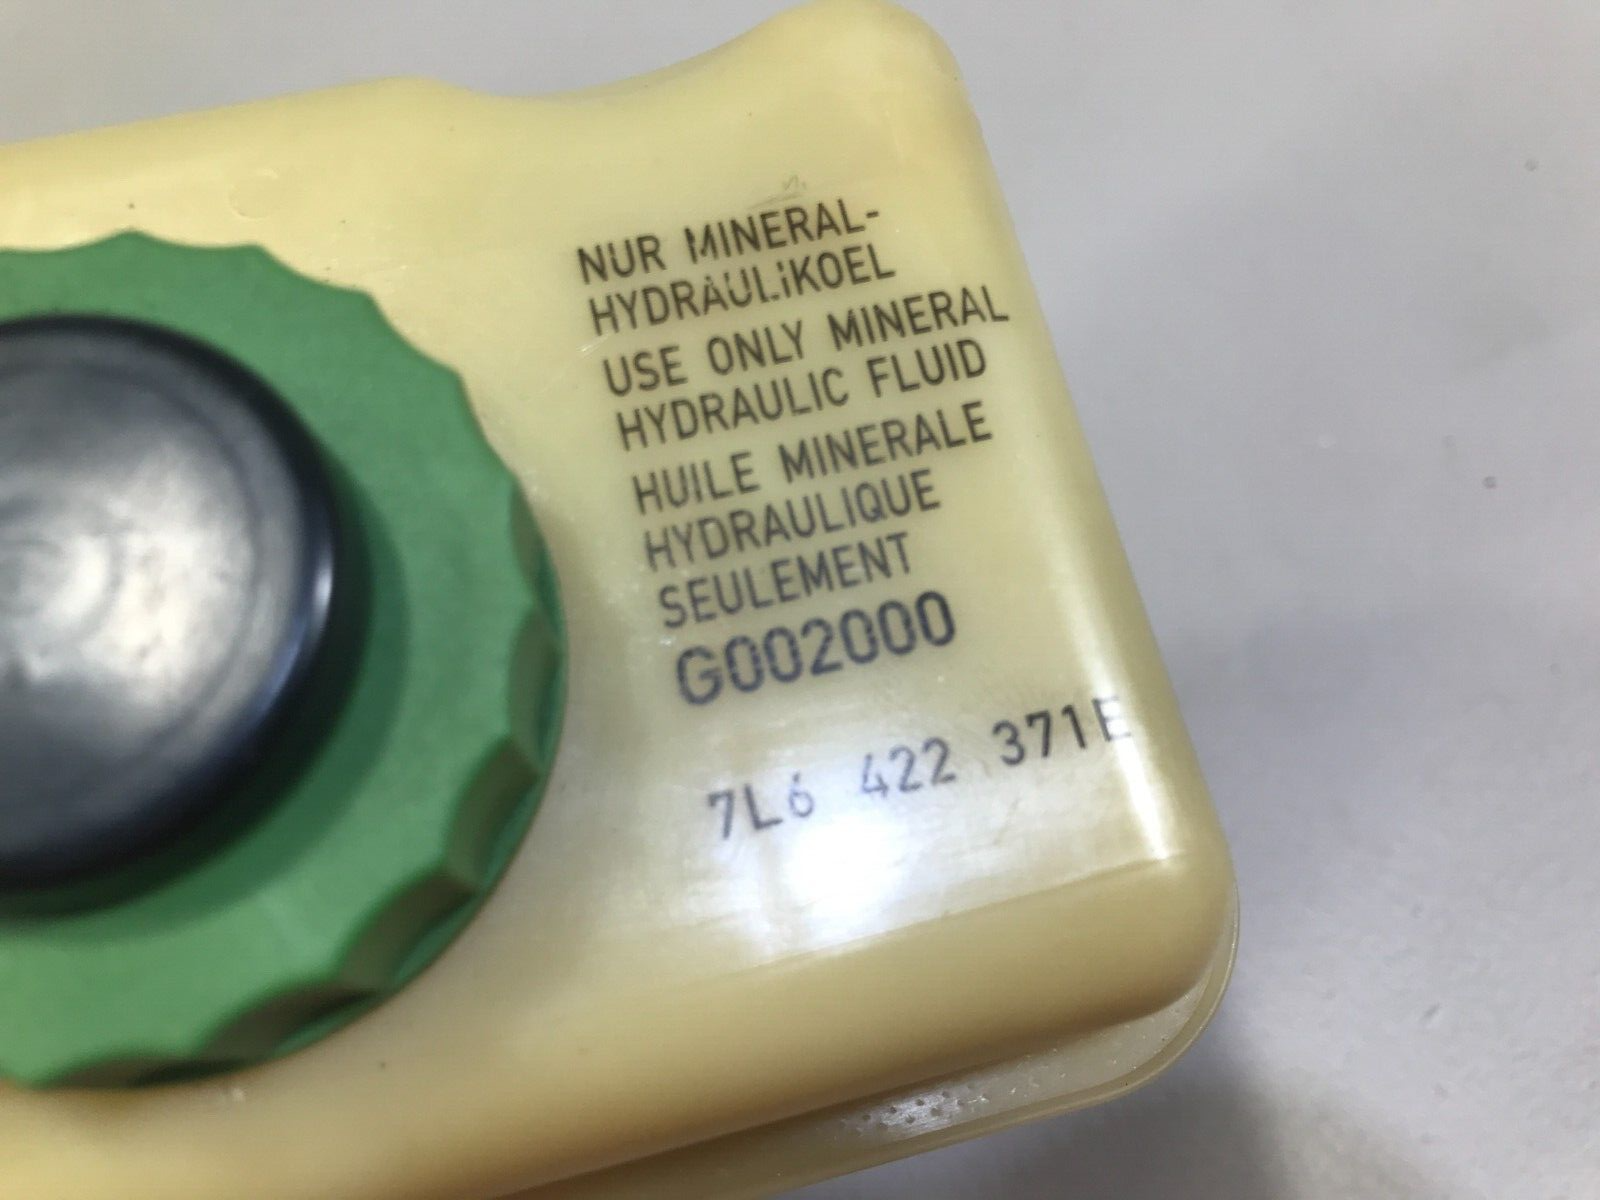 NUR MINERAL-
HYDRAULIKOEL
USE ONLY MINERAL
HYDRAULIC FLUID
HUILE MINERALE
HYDRAULIQUE
SEULEMENT
G002000
7L6 422 371E